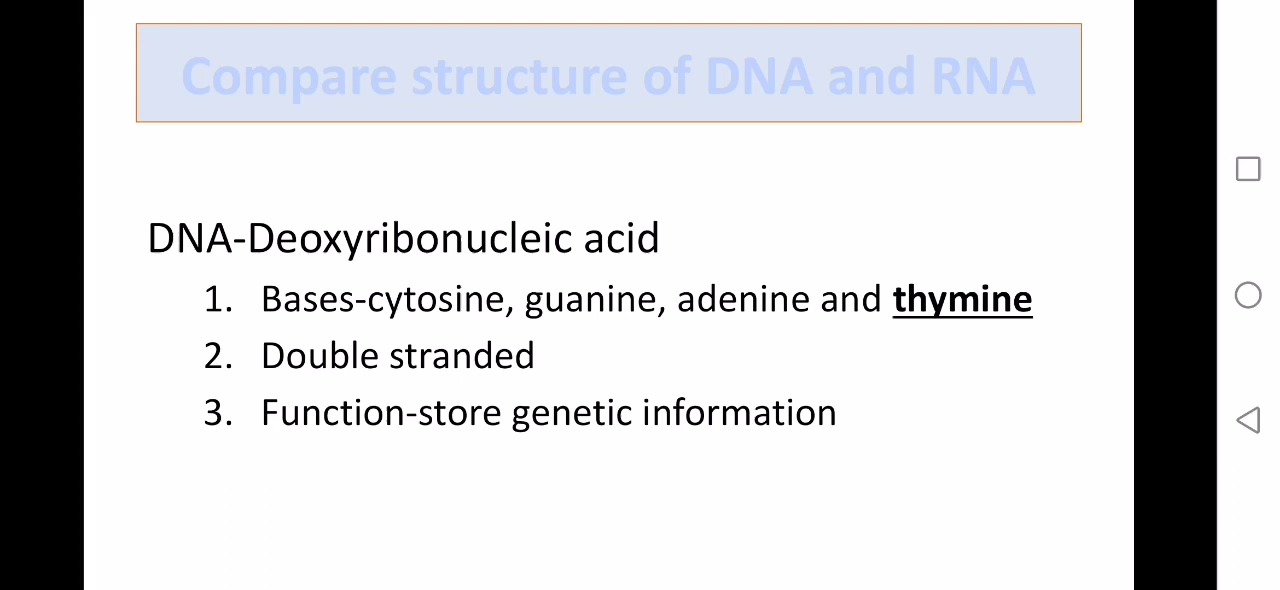 Compare structure of DNA and RNA
DNA-Deoxyribonucleic acid
1. Bases-cytosine, guanine, adenine and thymine
2. Double stranded
3. Function-store genetic information